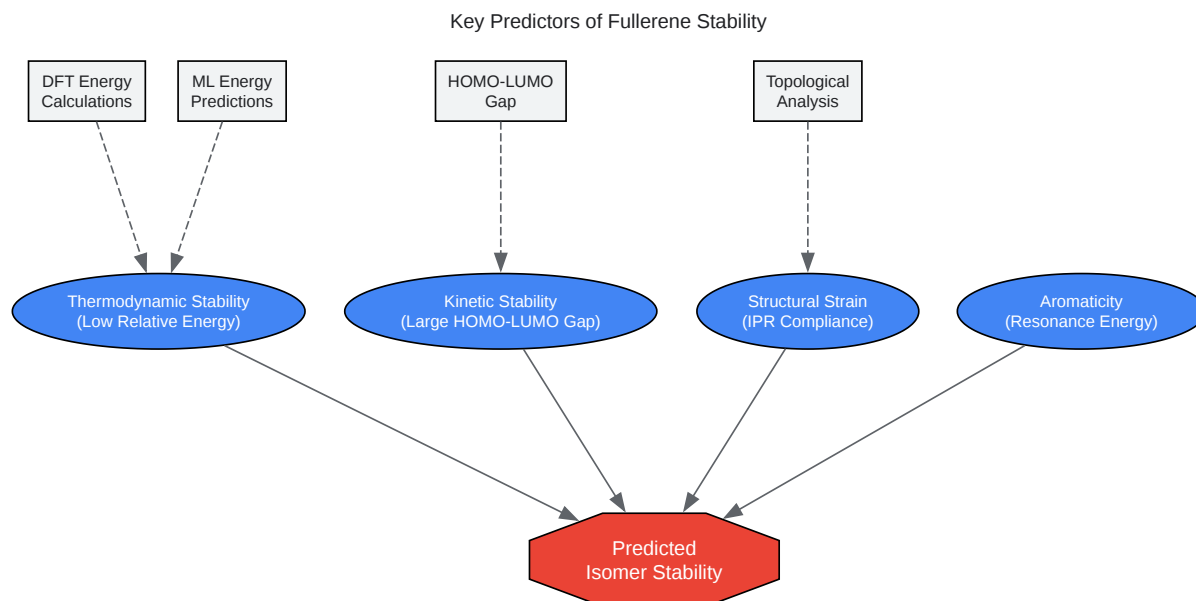 Key Predictors of Fullerene Stability
DFT Energy
Calculations
ML Energy
Predictions
HOMO-LUMO
Gap
Topological
Analysis
Thermodynamic Stability
(Low Relative Energy)
Kinetic Stability
(Large HOMO-LUMO Gap)
Structural Strain
(IPR Compliance)
Aromaticity
(Resonance Energy)
Predicted
Isomer Stability